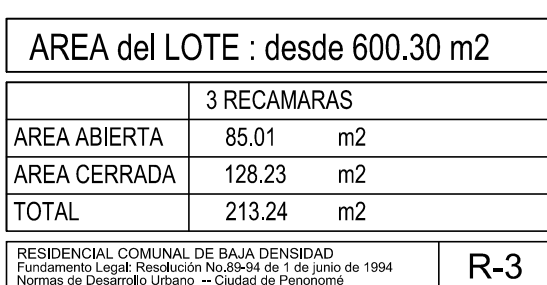 AREA del LOTE : desde 600.30 m2
3 RECAMARAS
AREA ABIERTA 85.01 m2
AREA CERRADA 128.23 m2
TOTAL 213.24 m2
RESIDENCIAL COMUNAL DE BAJA DENSIDAD
Fundamento Legal: Resolución No.89-94 de 1 de junio de 1994
Normas de Desarrollo Urbano -- Ciudad de Penonomé
R-3